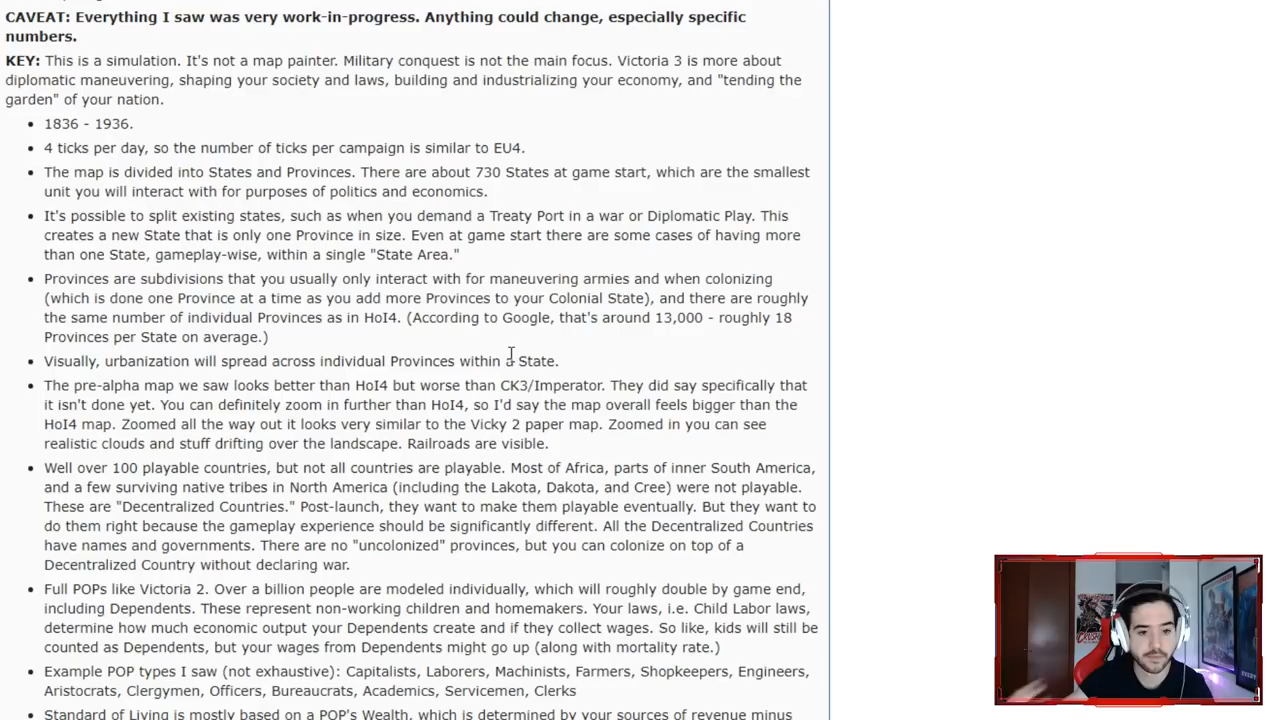 CAVEAT: Everything I saw was very work-in-progress. Anything could change, especially specific
numbers.
KEY: This is a simulation. It's not a map painter. Military conquest is not the main focus. Victoria 3 is more about
diplomatic maneuvering, shaping your society and laws, building and industrializing your economy, and "tending the
garden" of your nation.
• 1836 - 1936.
• 4 ticks per day, so the number of ticks per campaign is similar to EU4.
• The map is divided into States and Provinces. There are about 730 States at game start, which are the smallest
unit you will interact with for purposes of politics and economics.
• It's possible to split existing states, such as when you demand a Treaty Port in a war or Diplomatic Play. This
creates a new State that is only one Province in size. Even at game start there are some cases of having more
than one State, gameplay-wise, within a single "State Area."
• Provinces are subdivisions that you usually only interact with for maneuvering armies and when colonizing
(which is done one Province at a time as you add more Provinces to your Colonial State), and there are roughly
the same number of individual Provinces as in HoI4. (According to Google, that's around 13,000 - roughly 18
Provinces per State on average.)
• Visually, urbanization will spread across individual Provinces within a State.
• The pre-alpha map we saw looks better than HoI4 but worse than CK3/Imperator. They did say specifically that
it isn't done yet. You can definitely zoom in further than HoI4, so I'd say the map overall feels bigger than the
HoI4 map. Zoomed all the way out it looks very similar to the Vicky 2 paper map. Zoomed in you can see
realistic clouds and stuff drifting over the landscape. Railroads are visible.
• Well over 100 playable countries, but not all countries are playable. Most of Africa, parts of inner South America,
and a few surviving native tribes in North America (including the Lakota, Dakota, and Cree) were not playable.
These are "Decentralized Countries." Post-launch, they want to make them playable eventually. But they want to
do them right because the gameplay experience should be significantly different. All the Decentralized Countries
have names and governments. There are no "uncolonized" provinces, but you can colonize on top of a
Decentralized Country without declaring war.
• Full POPs like Victoria 2. Over a billion people are modeled individually, which will roughly double by game end,
including Dependents. These represent non-working children and homemakers. Your laws, i.e. Child Labor laws,
determine how much economic output your Dependents create and if they collect wages. So like, kids will still be
counted as Dependents, but your wages from Dependents might go up (along with mortality rate.)
• Example POP types I saw (not exhaustive): Capitalists, Laborers, Machinists, Farmers, Shopkeepers, Engineers,
Aristocrats, Clergymen, Officers, Bureaucrats, Academics, Servicemen, Clerks
• Standard of Living is mostly based on a POP's Wealth, which is determined by your sources of revenue minus